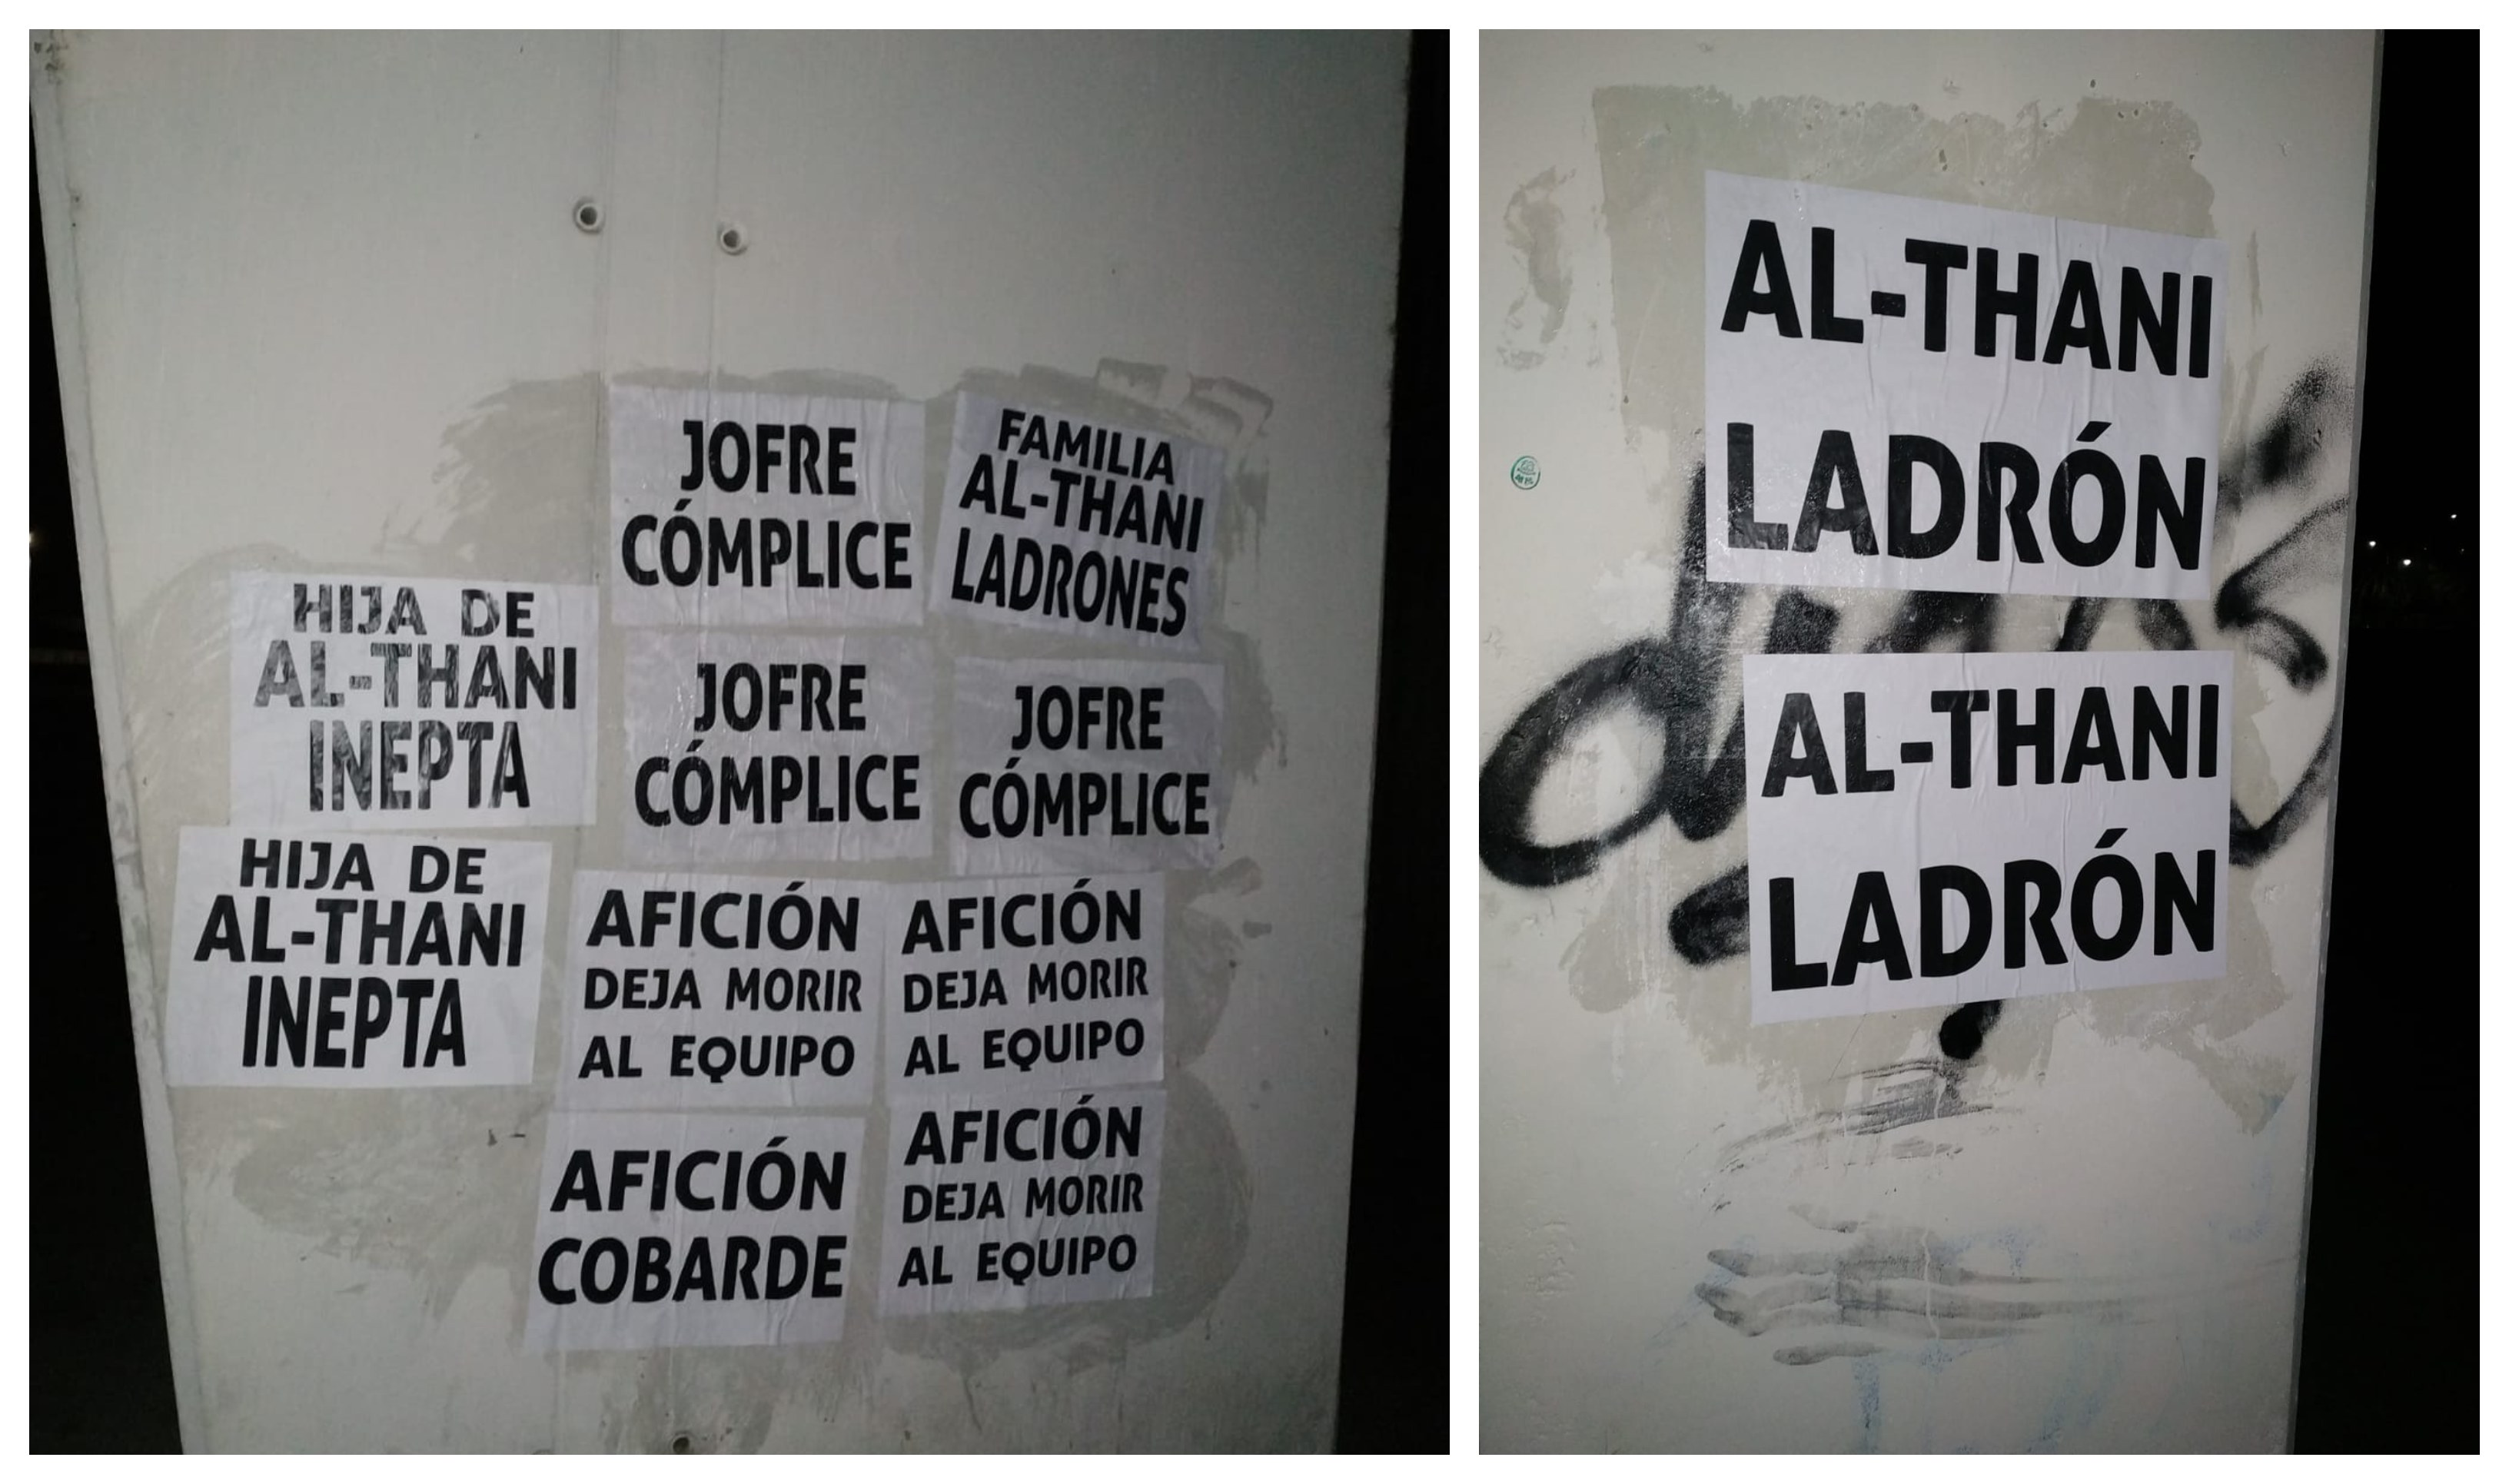 JOFRE
CÓMPLICE
FAMILIA
AL-THANI
LADRONES
HIJA DE
AL-THANI
INEPTA
JOFRE
CÓMPLICE
JOFRE
CÓMPLICE
HIJA DE
AL-THANI
INEPTA
AFICIÓN
DEJA MORIR
AL EQUIPO
AFICIÓN
DEJA MORIR
AL EQUIPO
AFICIÓN
COBARDE
AFICIÓN
DEJA MORIR
AL EQUIPO
AL-THANI
LADRÓN
AL-THANI
LADRÓN